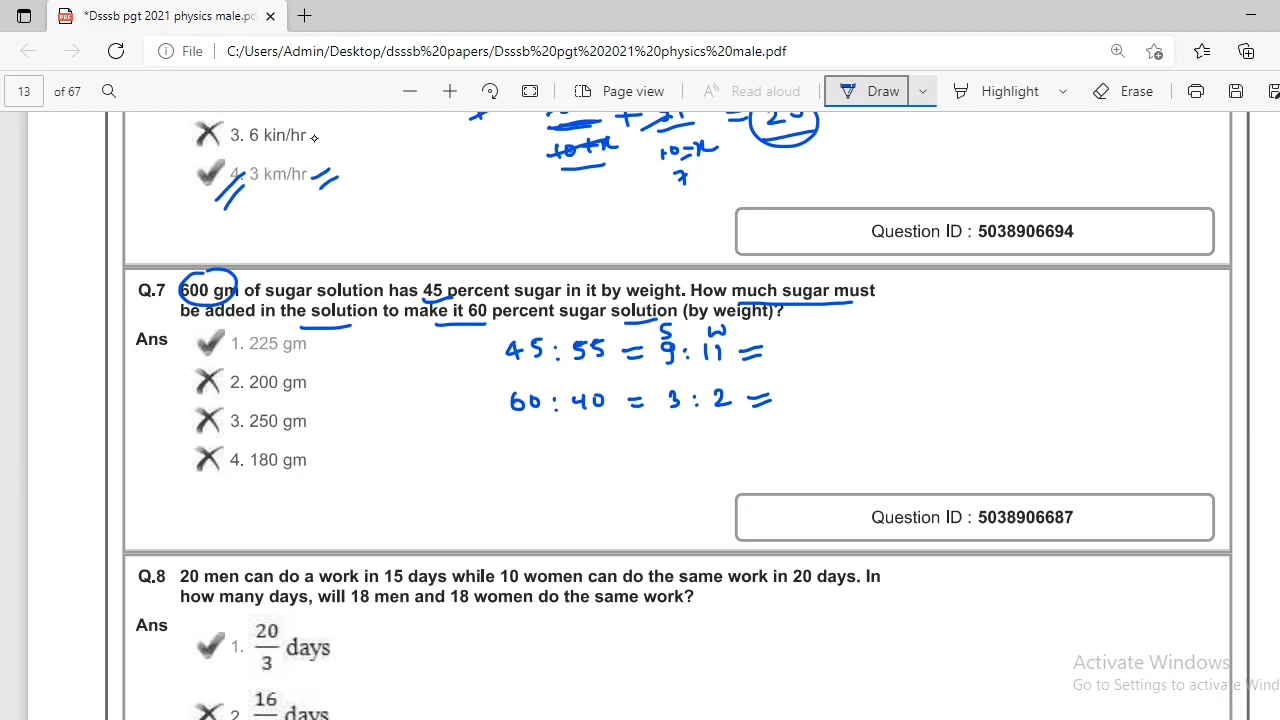 *Dsssb pgt 2021 physics male.pd
File
C:/Users/Admin/Desktop/dsssb%20papers/Dsssb%20pgt%202021%20physics%20male.pdf
13 of 67
Page view
Read aloud
Draw
Highlight
Erase
3. 6 kin/hr
10+x
10-x
4. 3 km/hr
Question ID : 5038906694
Q.7 600 gm of sugar solution has 45 percent sugar in it by weight. How much sugar must
be added in the solution to make it 60 percent sugar solution (by weight)?
S W
Ans
1. 225 gm
45 : 55 = 9 : 11 =
2. 200 gm
60 : 40 = 3 : 2 =
3. 250 gm
4. 180 gm
Question ID : 5038906687
Q.8 20 men can do a work in 15 days while 10 women can do the same work in 20 days. In
how many days, will 18 men and 18 women do the same work?
Ans
1. 20/3 days
2. 16 days
Activate Windows
Go to Settings to activate Wind